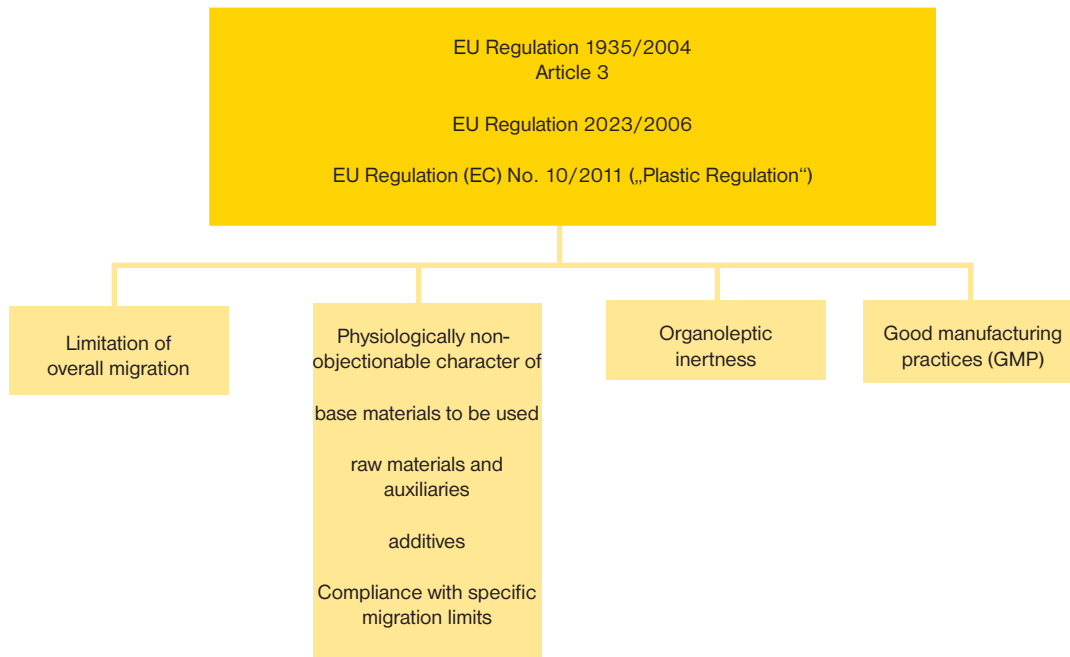 EU Regulation 1935/2004
Article 3
EU Regulation 2023/2006
EU Regulation (EC) No. 10/2011 („Plastic Regulation“)
Limitation of
overall migration
Physiologically non-
objectionable character of
base materials to be used
raw materials and
auxiliaries
additives
Compliance with specific
migration limits
Organoleptic
inertness
Good manufacturing
practices (GMP)